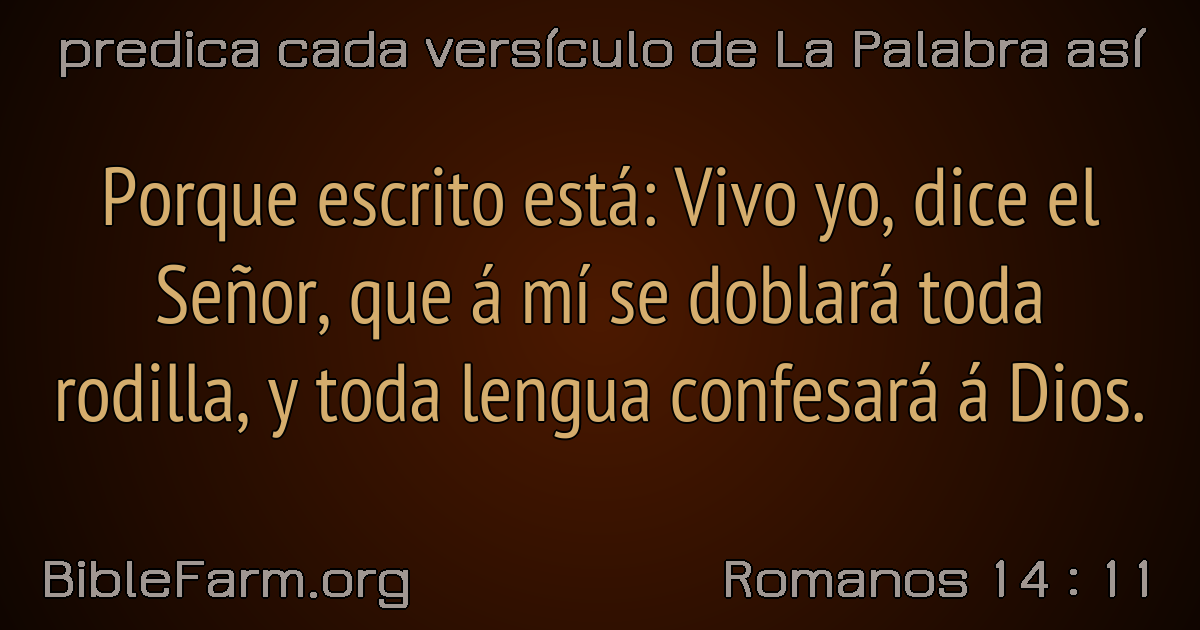 predica cada versículo de La Palabra así
Porque escrito está: Vivo yo, dice el
Señor, que á mí se doblará toda
rodilla, y toda lengua confesará á Dios.
BibleFarm.org
Romanos 14 : 11